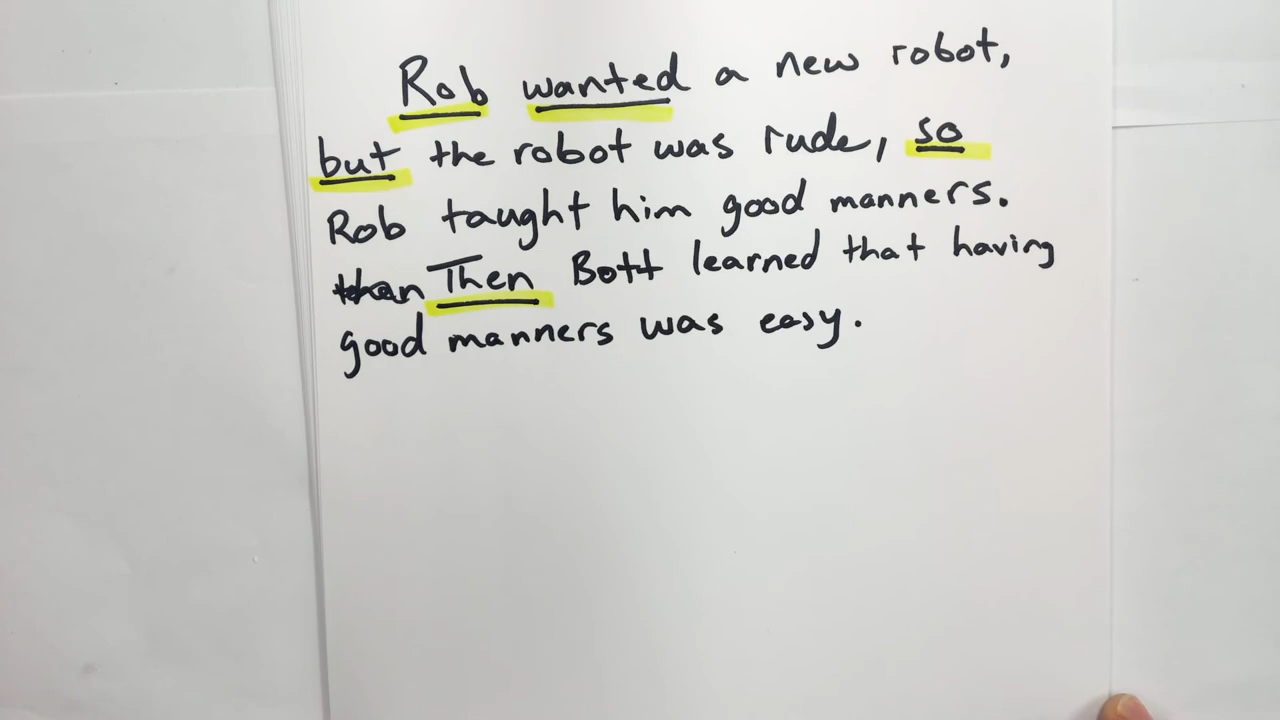 Rob wanted a new robot,
but the robot was rude, so
Rob taught him good manners.
than Then Bott learned that having
good manners was easy.